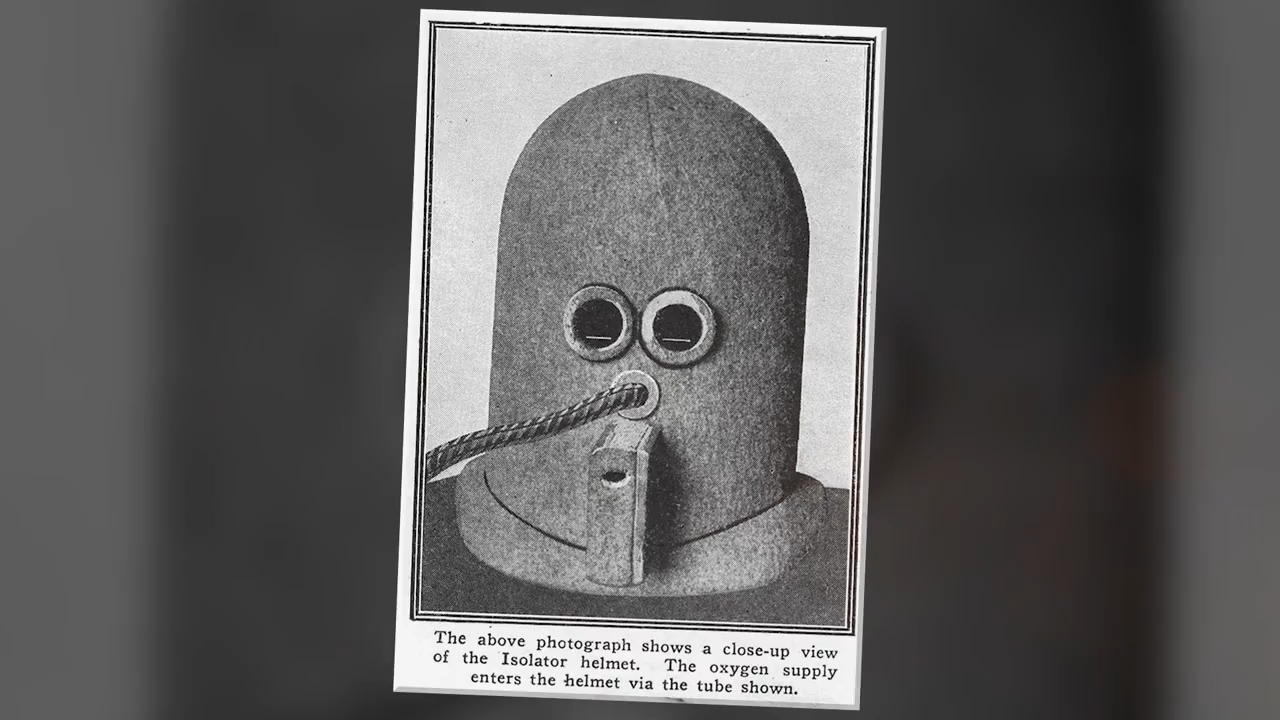 The above photograph shows a close-up view
of the Isolator helmet. The oxygen supply
enters the helmet via the tube shown.